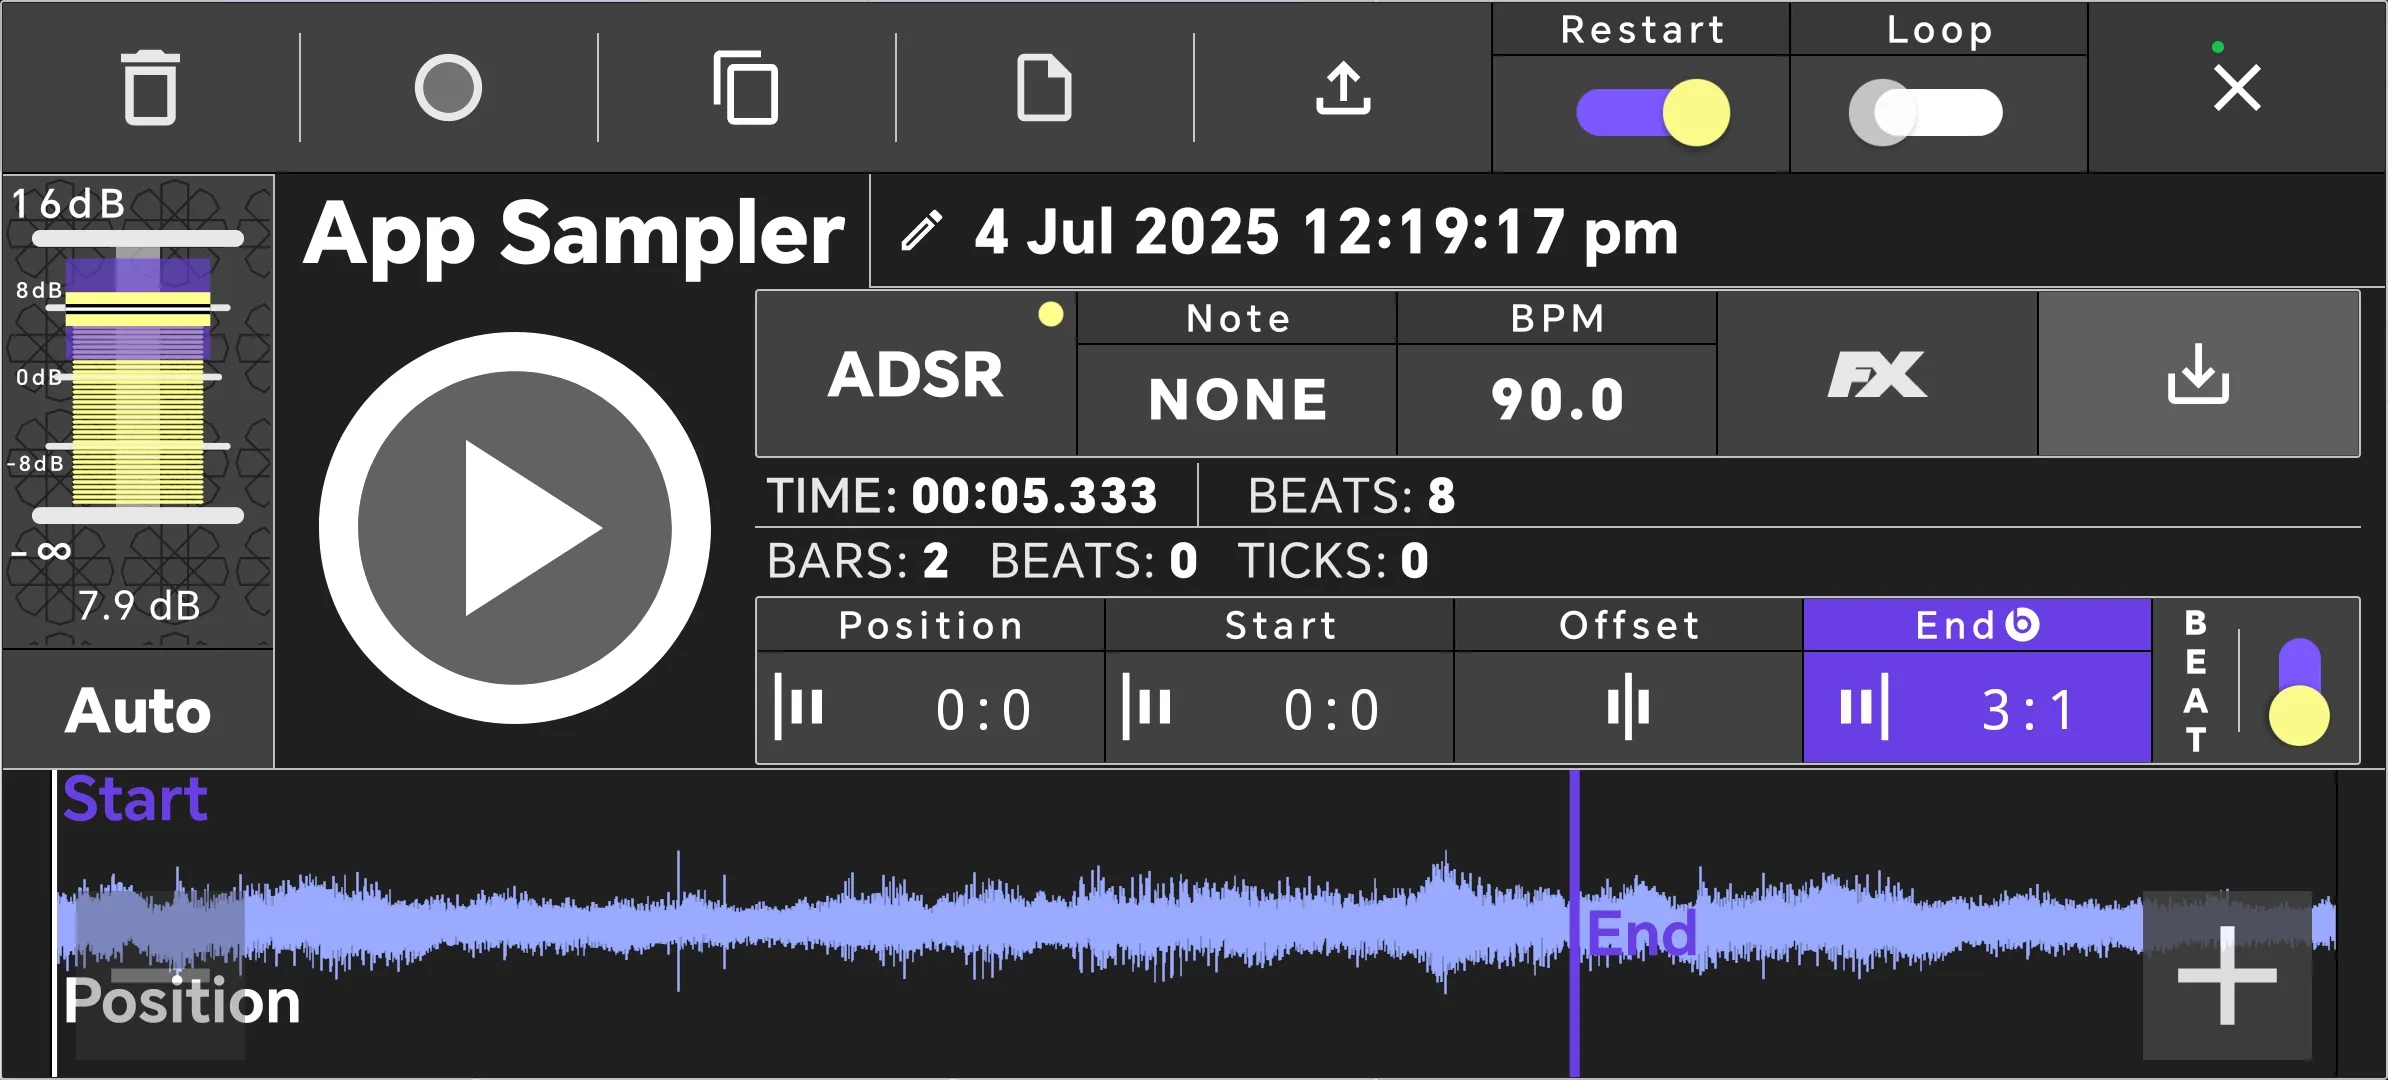 Restart
Loop
16dB
8dB
0dB
-8dB
-∞
7.9 dB
Auto
App Sampler
4 Jul 2025 12:19:17 pm
ADSR
Note
NONE
BPM
90.0
FX
TIME: 00:05.333
BEATS: 8
BARS: 2 BEATS: 0 TICKS: 0
Position
0:0
Start
0:0
Offset
End
3:1
BEAT
Start
End
Position